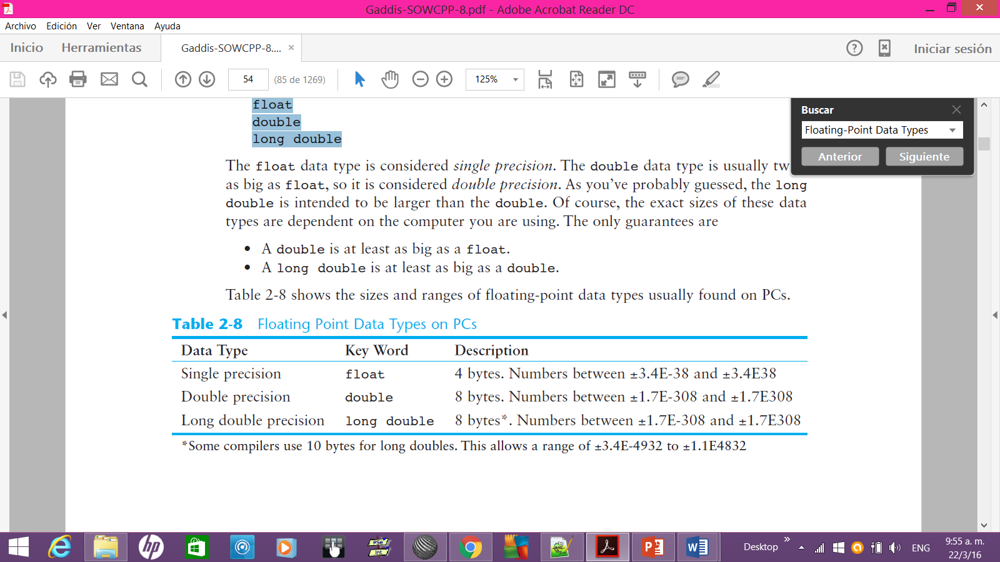 Gaddis-SOWCPP-8.pdf - Adobe Acrobat Reader DC
Archivo Edición Ver Ventana Ayuda
Inicio Herramientas Gaddis-SOWCPP-8.... × ? Iniciar sesión
54 (85 de 1269) 125%
Buscar
Floating-Point Data Types
Anterior Siguiente
float
double
long double
The float data type is considered single precision. The double data type is usually tw
as big as float, so it is considered double precision. As you've probably guessed, the long
double is intended to be larger than the double. Of course, the exact sizes of these data
types are dependent on the computer you are using. The only guarantees are
• A double is at least as big as a float.
• A long double is at least as big as a double.
Table 2-8 shows the sizes and ranges of floating-point data types usually found on PCs.
Table 2-8 Floating Point Data Types on PCs
Data Type Key Word Description
Single precision float 4 bytes. Numbers between ±3.4E-38 and ±3.4E38
Double precision double 8 bytes. Numbers between ±1.7E-308 and ±1.7E308
Long double precision long double 8 bytes*. Numbers between ±1.7E-308 and ±1.7E308
*Some compilers use 10 bytes for long doubles. This allows a range of ±3.4E-4932 to ±1.1E4832
hp PSe Int Desktop » ENG
9:55 a. m.
22/3/16